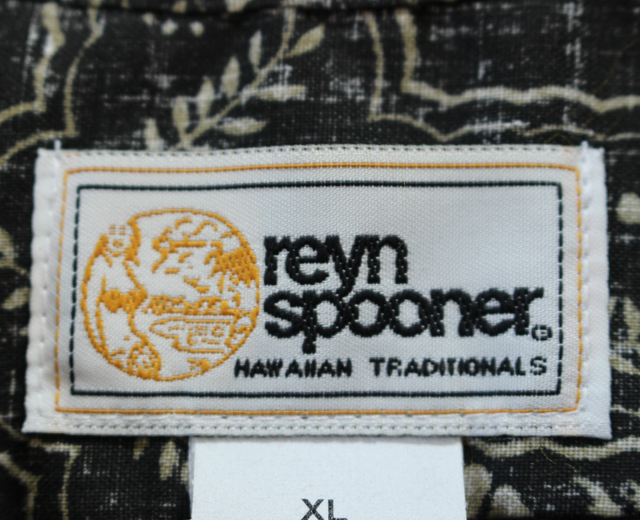 reyn
spooner®
HAWAIIAN TRADITIONALS
XL